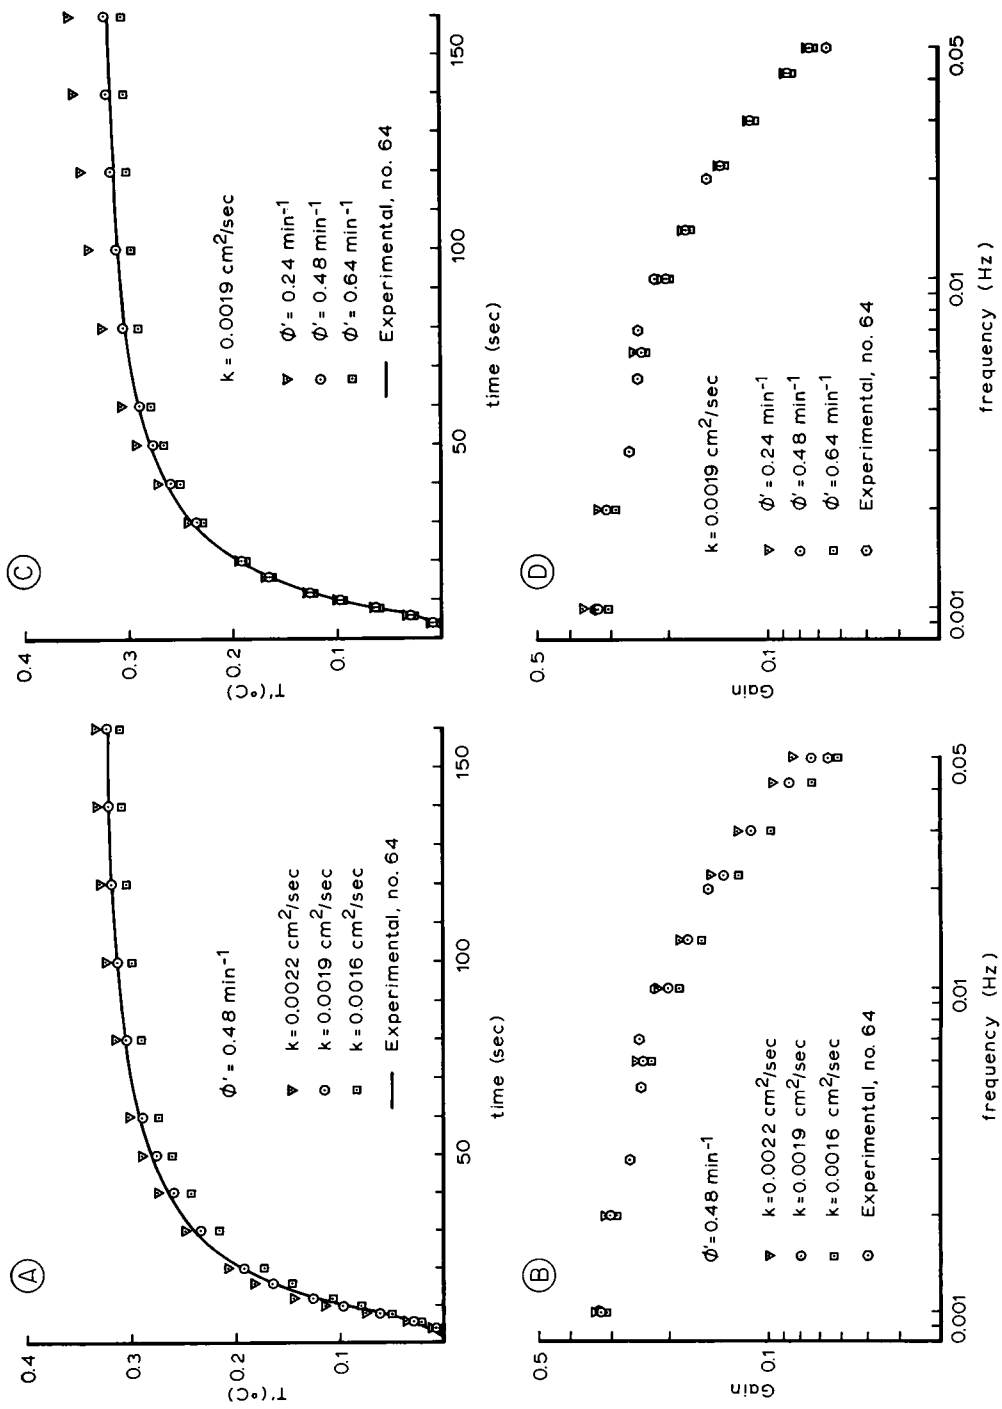 A
0.4
0.3
0.2
0.1
T'(°C)
50
100
150
time (sec)
ϕ' = 0.48 min⁻¹
k = 0.0022 cm²/sec
k = 0.0019 cm²/sec
k = 0.0016 cm²/sec
Experimental, no. 64
C
0.4
0.3
0.2
0.1
T'(°C)
50
100
150
time (sec)
k = 0.0019 cm²/sec
ϕ' = 0.24 min⁻¹
ϕ' = 0.48 min⁻¹
ϕ' = 0.64 min⁻¹
Experimental, no. 64
B
0.5
0.1
Gain
0.001
0.01
0.05
frequency (Hz)
ϕ' = 0.48 min⁻¹
k = 0.0022 cm²/sec
k = 0.0019 cm²/sec
k = 0.0016 cm²/sec
Experimental, no. 64
D
0.5
0.1
Gain
0.001
0.01
0.05
frequency (Hz)
k = 0.0019 cm²/sec
ϕ' = 0.24 min⁻¹
ϕ' = 0.48 min⁻¹
ϕ' = 0.64 min⁻¹
Experimental, no. 64